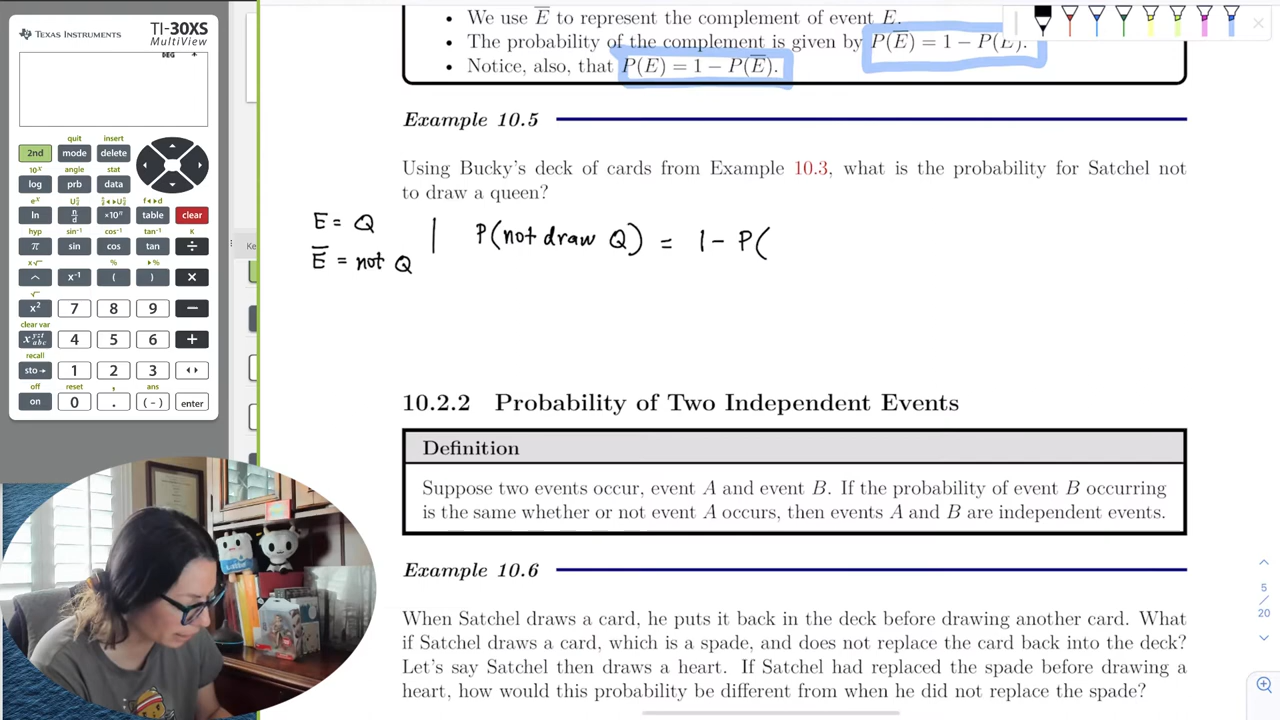 TEXAS INSTRUMENTS
TI-30XS
MultiView
DEG
quit insert
2nd mode delete
10ˣ angle stat
log prb data
ln n/d ×10ⁿ table clear
hyp sin⁻¹ cos⁻¹ tan⁻¹ K
π sin cos tan ÷
% ▸%
^ x⁻¹ ( ) ×
x² 7 8 9 −
clear var
4 5 6 +
recall
sto→ 1 2 3
off reset , ans
on 0 . (-) enter
Ke
• We use E̅ to represent the complement of event E.
• The probability of the complement is given by P(E̅) = 1 − P(E).
• Notice, also, that P(E) = 1 − P(E̅).
Example 10.5
Using Bucky's deck of cards from Example 10.3, what is the probability for Satchel not
to draw a queen?
E = Q
E̅ = not Q
P(not draw Q) = 1 - P(
10.2.2 Probability of Two Independent Events
Definition
Suppose two events occur, event A and event B. If the probability of event B occurring
is the same whether or not event A occurs, then events A and B are independent events.
Example 10.6
When Satchel draws a card, he puts it back in the deck before drawing another card. What
if Satchel draws a card, which is a spade, and does not replace the card back into the deck?
Let's say Satchel then draws a heart. If Satchel had replaced the spade before drawing a
heart, how would this probability be different from when he did not replace the spade?
5
/
20